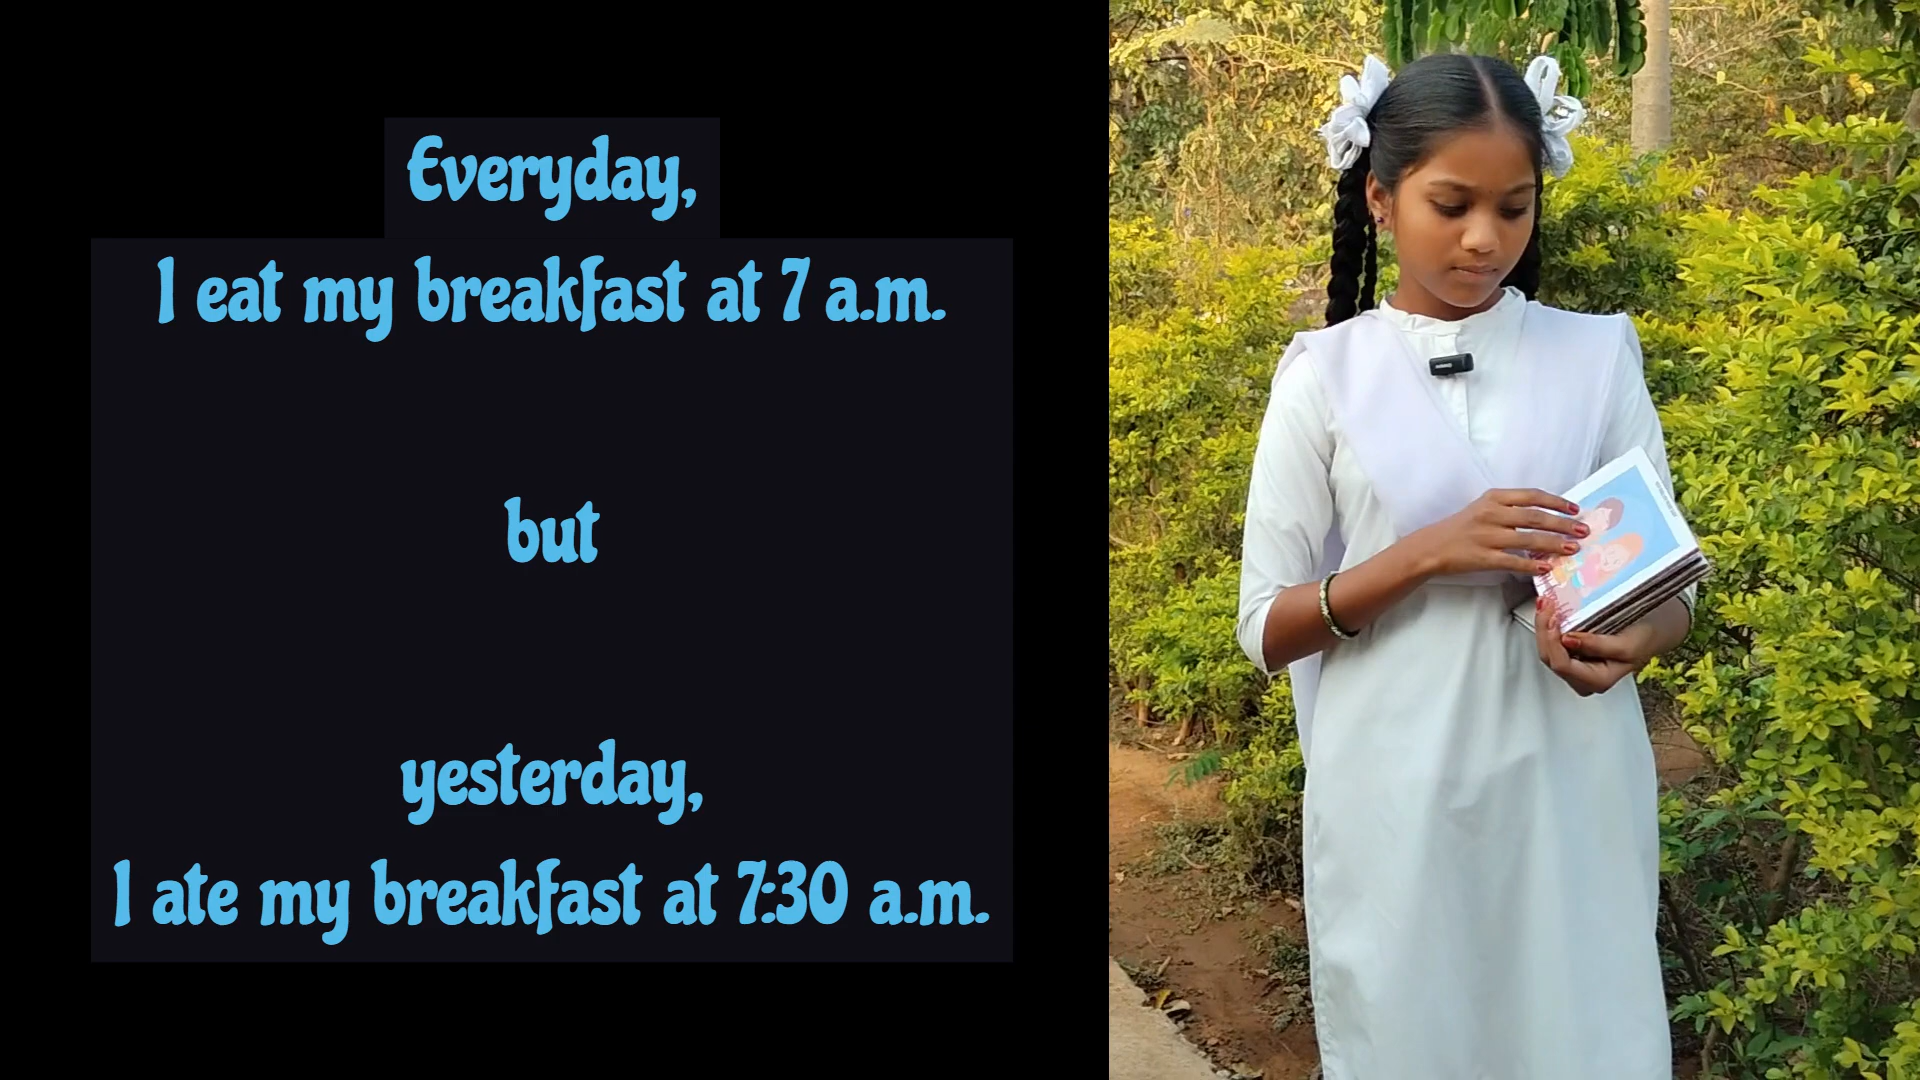 Everyday,
I eat my breakfast at 7 a.m.
but
yesterday,
I ate my breakfast at 7:30 a.m.